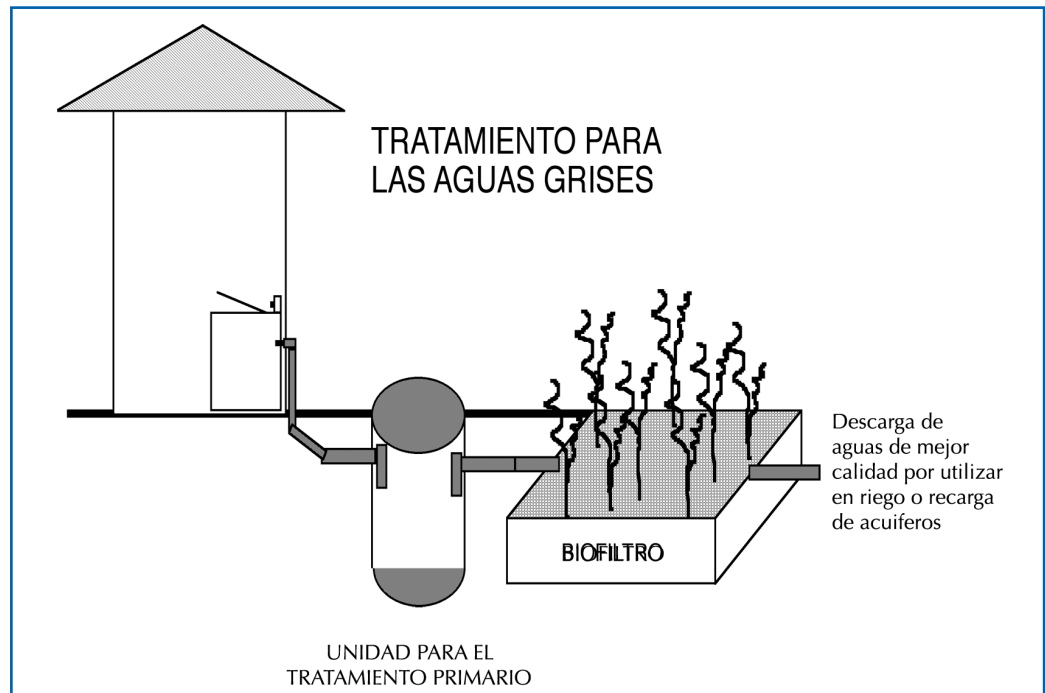 TRATAMIENTO PARA
LAS AGUAS GRISES
Descarga de
aguas de mejor
calidad por utilizar
en riego o recarga
de acuiferos
BIOFILTRO
UNIDAD PARA EL
TRATAMIENTO PRIMARIO